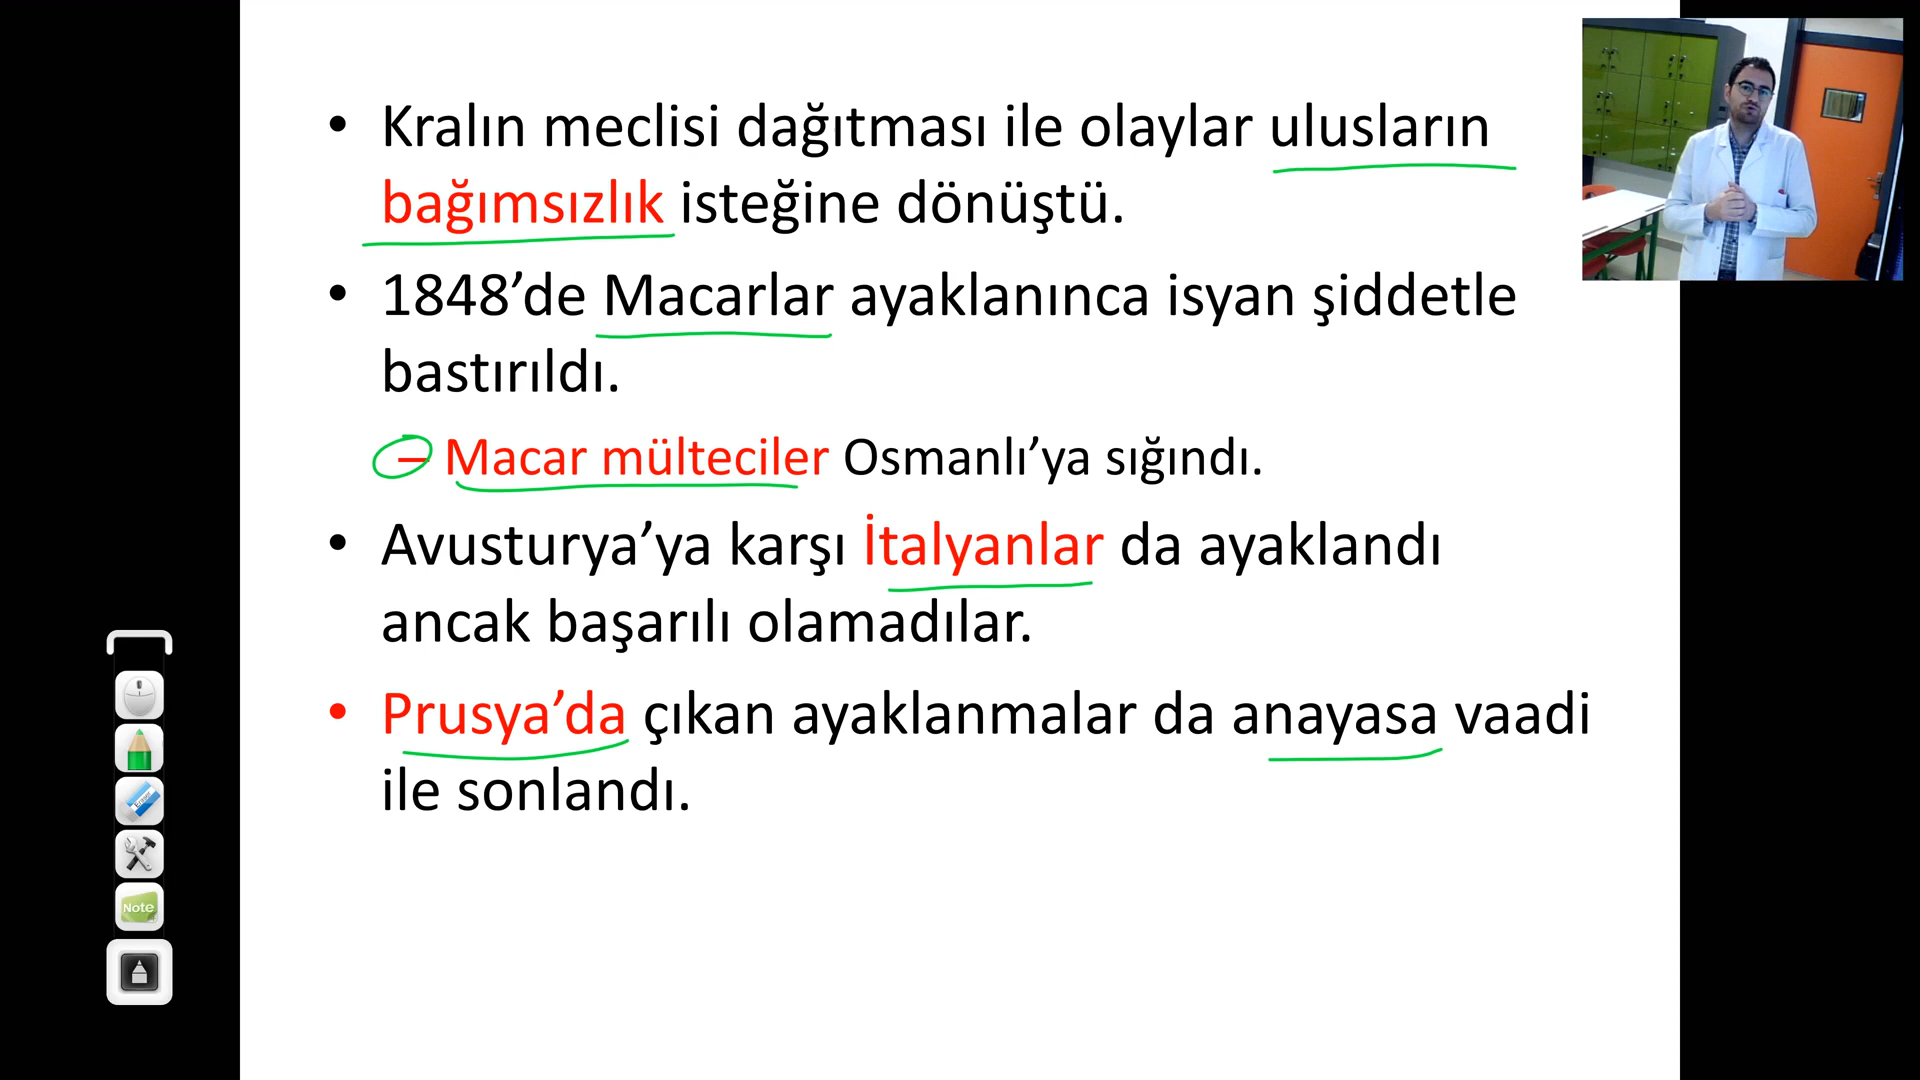 • Kralın meclisi dağıtması ile olaylar ulusların
bağımsızlık isteğine dönüştü.
• 1848’de Macarlar ayaklanınca isyan şiddetle
bastırıldı.
– Macar mülteciler Osmanlı’ya sığındı.
• Avusturya’ya karşı İtalyanlar da ayaklandı
ancak başarılı olamadılar.
• Prusya’da çıkan ayaklanmalar da anayasa vaadi
ile sonlandı.
Note